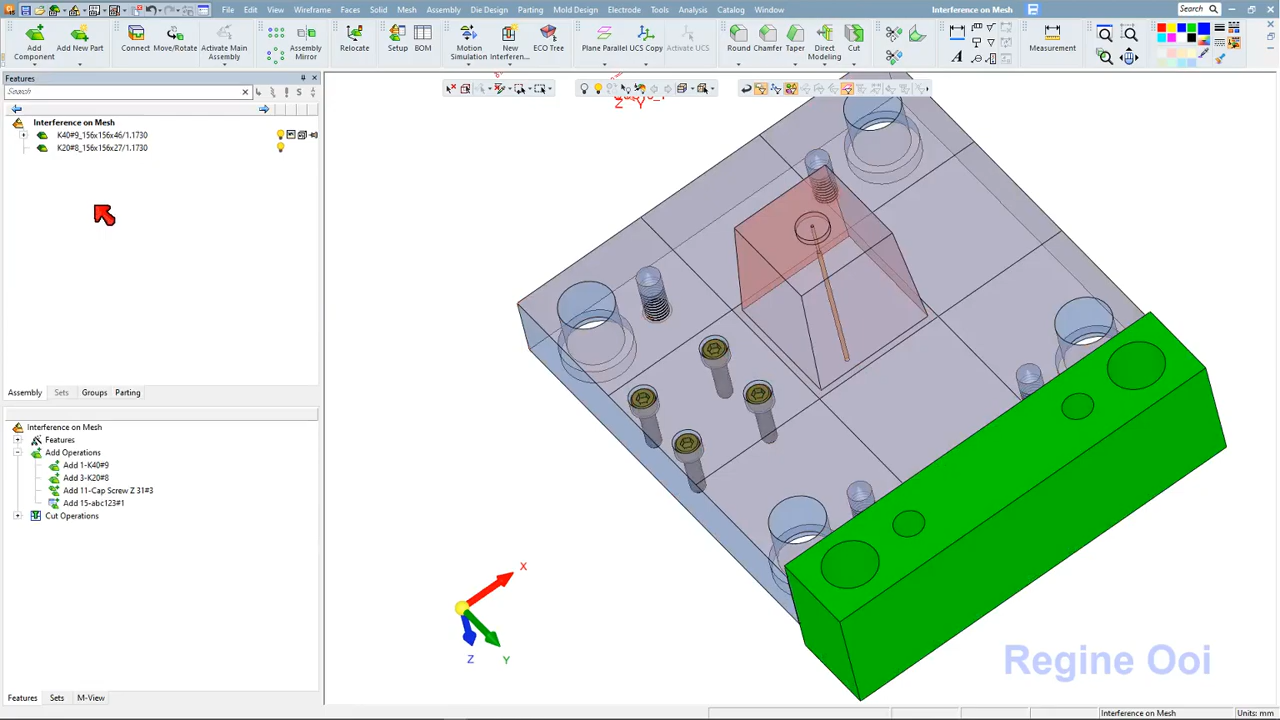 File Edit View Wireframe Faces Solid Mesh Assembly Die Design Parting Mold Design Electrode Tools Analysis Catalog Window
Interference on Mesh
Search
Add Component
Add New Part
Connect
Move/Rotate
Activate Main Assembly
Assembly Mirror
Relocate
Setup
BOM
Motion Simulation
New Interferen...
ECO Tree
Plane Parallel
UCS Copy
Activate UCS
Round
Chamfer
Taper
Direct Modeling
Cut
Measurement
Features
Search
Interference on Mesh
K40#9_156x156x46/1.1730
K20#8_156x156x27/1.1730
Assembly Sets Groups Parting
Interference on Mesh
Features
Add Operations
Add 1-K40#9
Add 3-K20#8
Add 11-Cap Screw Z 31#3
Add 15-abc123#1
Cut Operations
Features Sets M-View
Z Y
X
Z
Y
Regine Ooi
Interference on Mesh
Units: mm